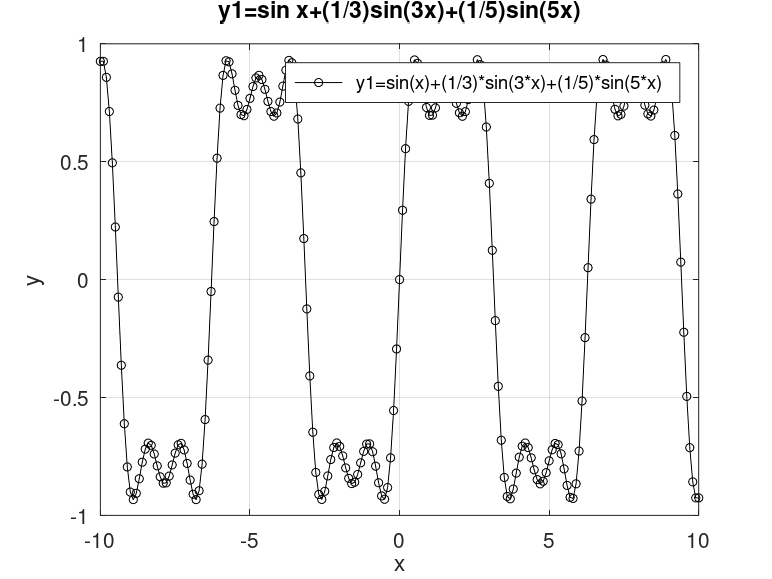 y1=sin x+(1/3)sin(3x)+(1/5)sin(5x)
1
y1=sin(x)+(1/3)*sin(3*x)+(1/5)*sin(5*x)
0.5
y
0
-0.5
-1
-10
-5
0
5
10
x